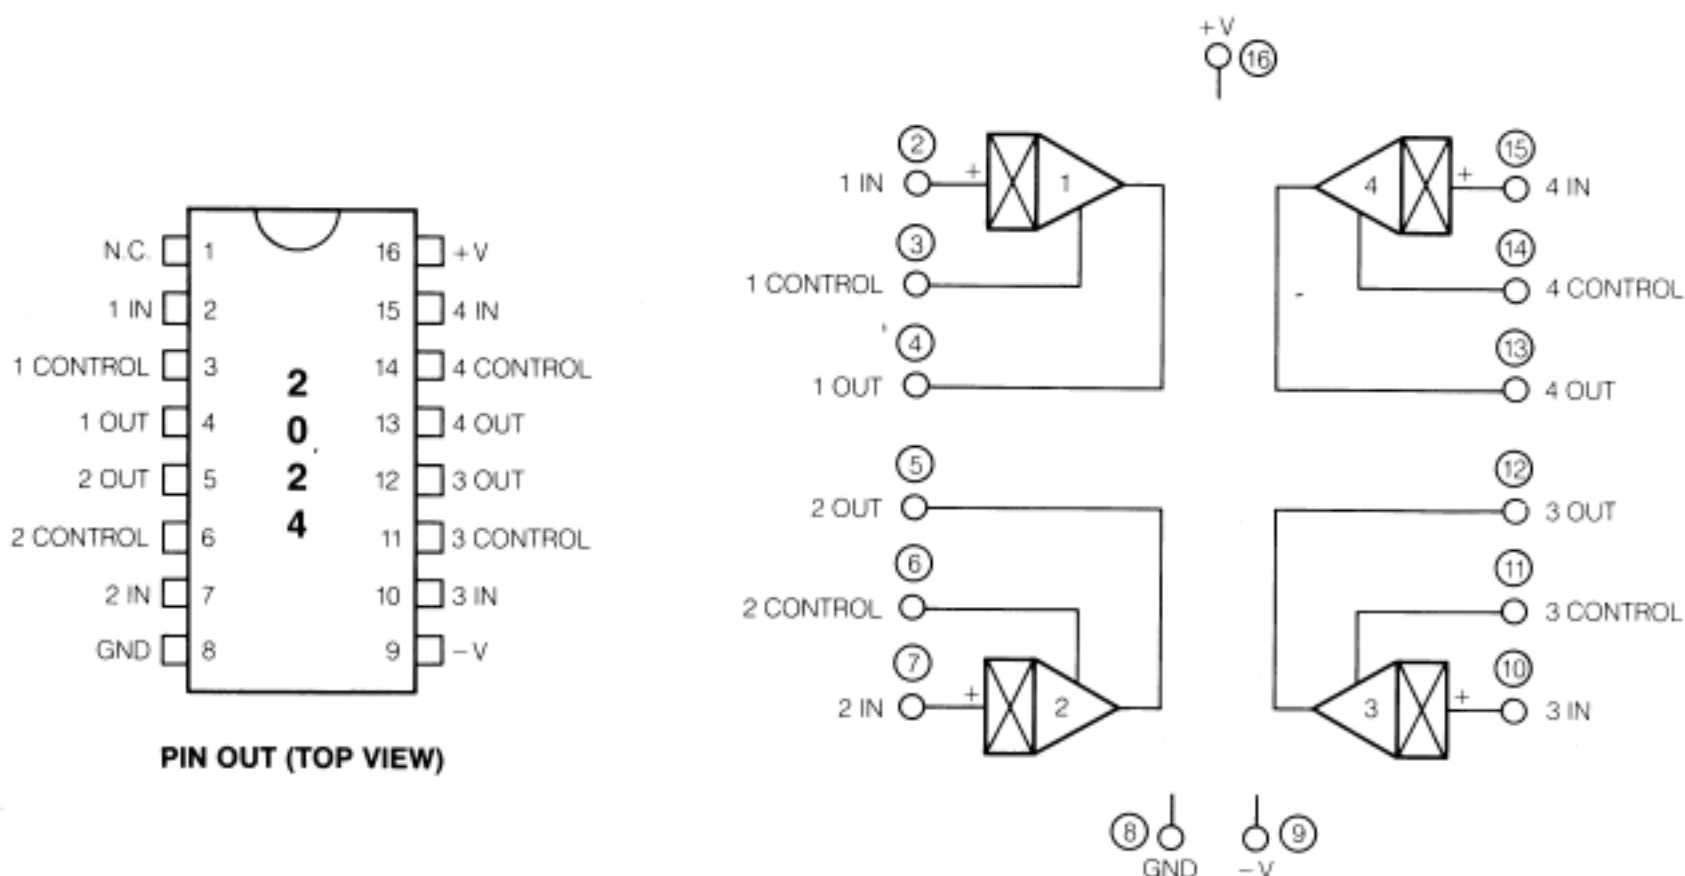 N.C. 1 16 +V
1 IN 2 15 4 IN
1 CONTROL 3 14 4 CONTROL
1 OUT 4 13 4 OUT
2 OUT 5 12 3 OUT
2 CONTROL 6 11 3 CONTROL
2 IN 7 10 3 IN
GND 8 9 −V
2
0
2
4
PIN OUT (TOP VIEW)
+V 16
2
1 IN + 1
3
1 CONTROL
4
1 OUT
5
2 OUT
6
2 CONTROL
7
2 IN + 2
15
4 + 4 IN
14
4 CONTROL
13
4 OUT
12
3 OUT
11
3 CONTROL
10
3 + 3 IN
8 9
GND −V